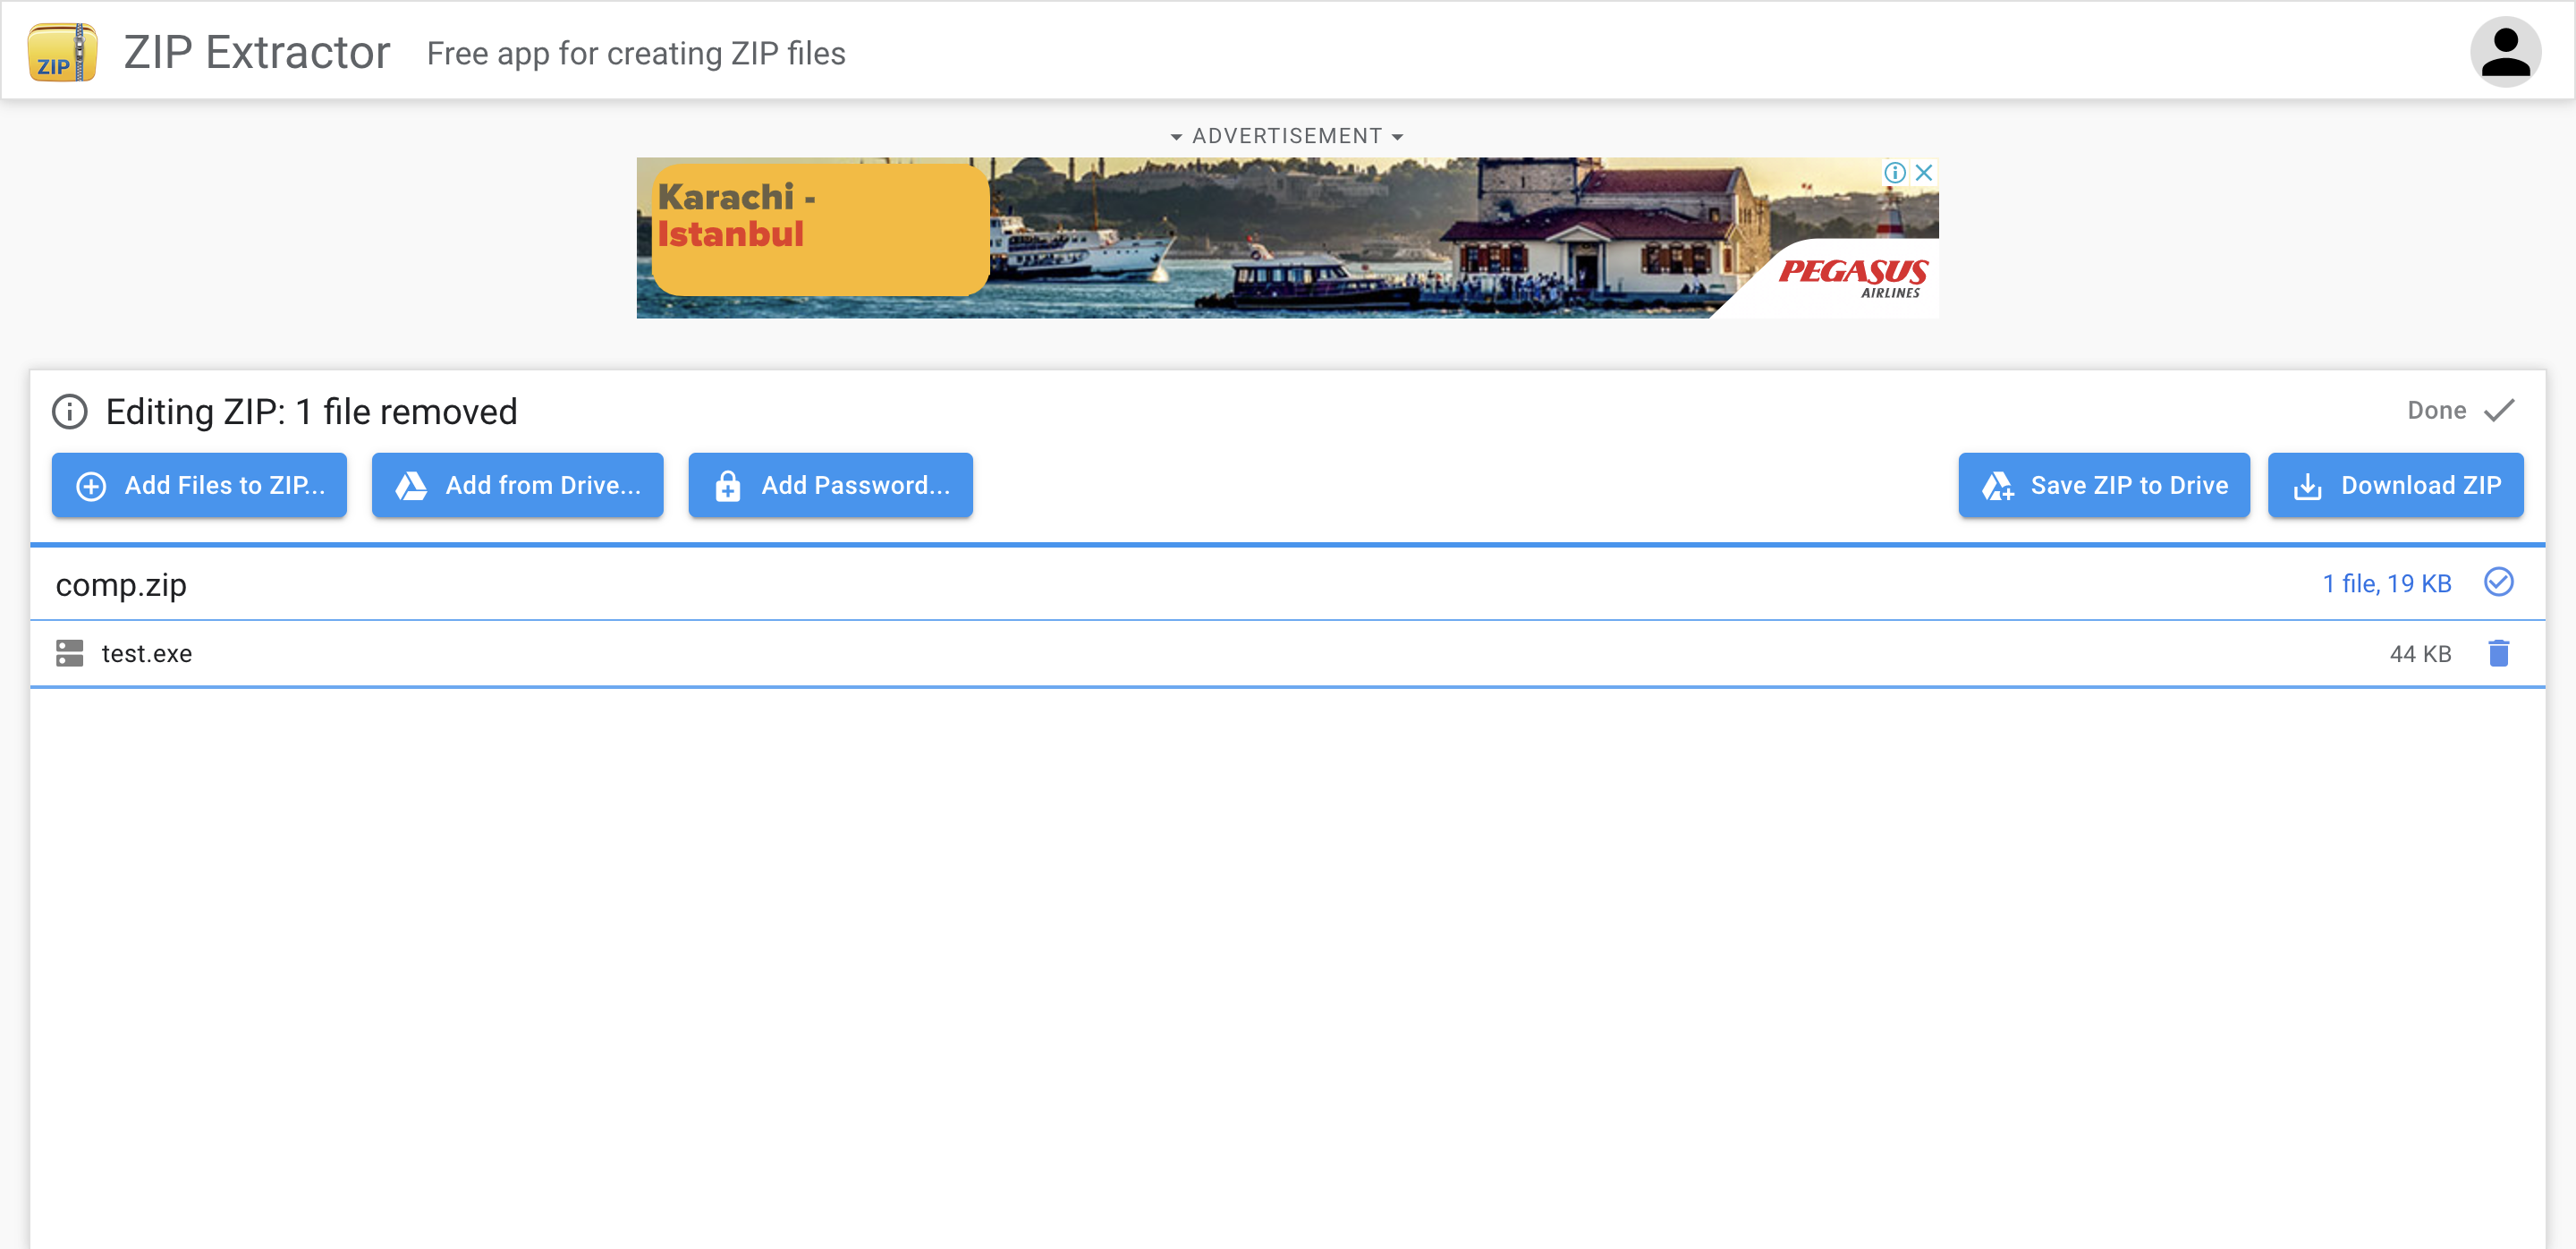 ZIP
ZIP Extractor
Free app for creating ZIP files
ADVERTISEMENT
Karachi -
Istanbul
PEGASUS
AIRLINES
Editing ZIP: 1 file removed
Done
Add Files to ZIP...
Add from Drive...
Add Password...
Save ZIP to Drive
Download ZIP
comp.zip
1 file, 19 KB
test.exe
44 KB